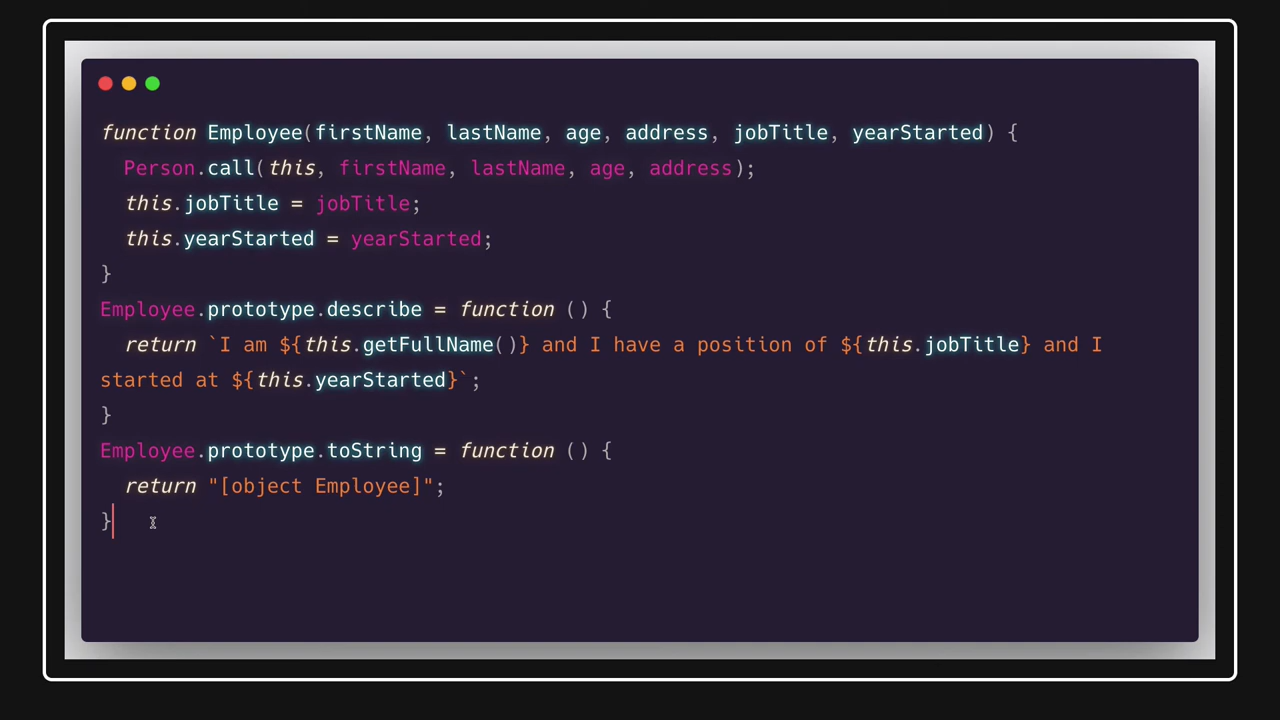 function Employee(firstName, lastName, age, address, jobTitle, yearStarted) {
  Person.call(this, firstName, lastName, age, address);
  this.jobTitle = jobTitle;
  this.yearStarted = yearStarted;
}
Employee.prototype.describe = function () {
  return `I am ${this.getFullName()} and I have a position of ${this.jobTitle} and I
started at ${this.yearStarted}`;
}
Employee.prototype.toString = function () {
  return "[object Employee]";
}